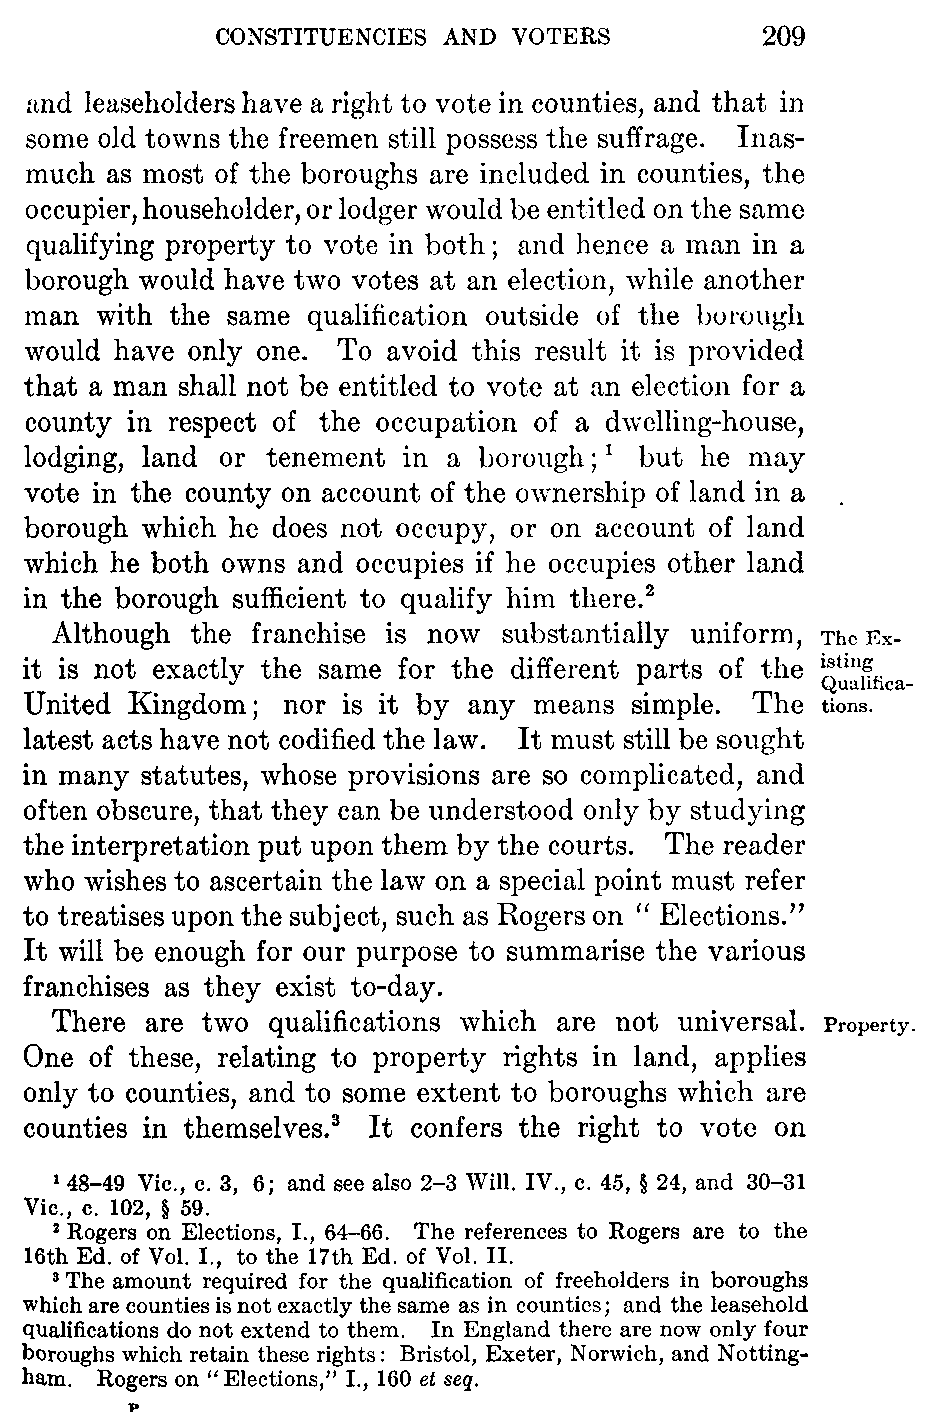 CONSTITUENCIES AND VOTERS 209
and leaseholders have a right to vote in counties, and that in
some old towns the freemen still possess the suffrage. Inas-
much as most of the boroughs are included in counties, the
occupier, householder, or lodger would be entitled on the same
qualifying property to vote in both; and hence a man in a
borough would have two votes at an election, while another
man with the same qualification outside of the borough
would have only one. To avoid this result it is provided
that a man shall not be entitled to vote at an election for a
county in respect of the occupation of a dwelling-house,
lodging, land or tenement in a borough;¹ but he may
vote in the county on account of the ownership of land in a
borough which he does not occupy, or on account of land
which he both owns and occupies if he occupies other land
in the borough sufficient to qualify him there.²
Although the franchise is now substantially uniform,
it is not exactly the same for the different parts of the
United Kingdom; nor is it by any means simple. The
latest acts have not codified the law. It must still be sought
in many statutes, whose provisions are so complicated, and
often obscure, that they can be understood only by studying
the interpretation put upon them by the courts. The reader
who wishes to ascertain the law on a special point must refer
to treatises upon the subject, such as Rogers on “ Elections.”
It will be enough for our purpose to summarise the various
franchises as they exist to-day.
The Ex-
isting
Qualifica-
tions.
There are two qualifications which are not universal.
One of these, relating to property rights in land, applies
only to counties, and to some extent to boroughs which are
counties in themselves.³ It confers the right to vote on
Property.
¹ 48–49 Vic., c. 3, 6; and see also 2–3 Will. IV., c. 45, § 24, and 30–31
Vic., c. 102, § 59.
² Rogers on Elections, I., 64–66. The references to Rogers are to the
16th Ed. of Vol. I., to the 17th Ed. of Vol. II.
³ The amount required for the qualification of freeholders in boroughs
which are counties is not exactly the same as in counties; and the leasehold
qualifications do not extend to them. In England there are now only four
boroughs which retain these rights: Bristol, Exeter, Norwich, and Notting-
ham. Rogers on “Elections,” I., 160 et seq.
P